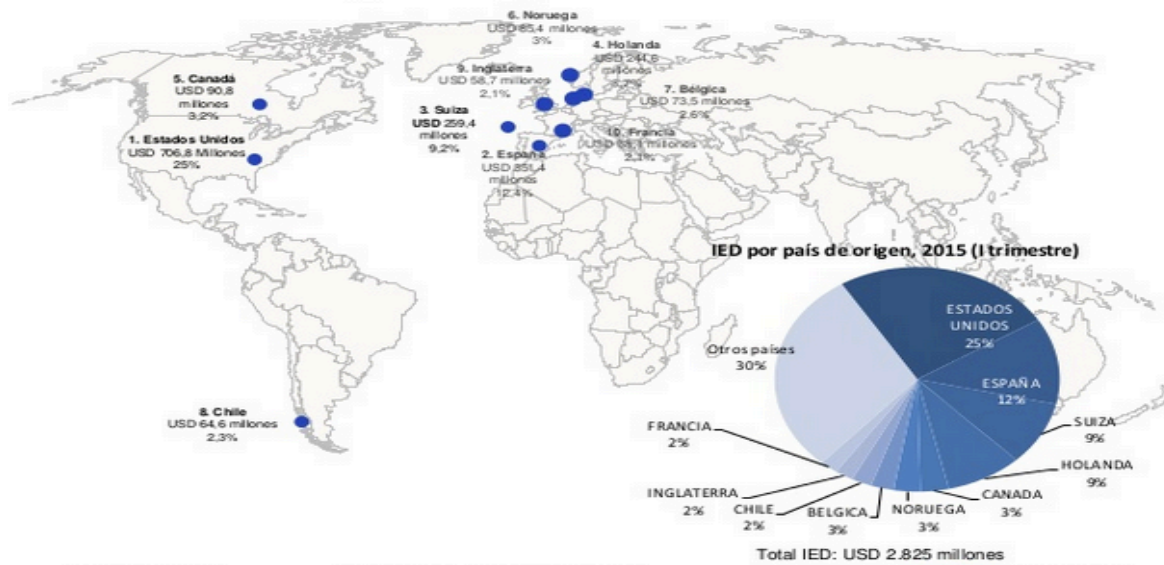 6. Noruega
USD 85,4 millones
3%
4. Holanda
USD 244,6
millones
9. Inglaterra
USD 58,7 millones
2,1%
7. Bélgica
USD 73,5 millones
2,6%
5. Canadá
USD 90,8
millones
3,2%
3. Suiza
USD 259,4
millones
9,2%
1. Estados Unidos
USD 706,8 Millones
25%
10. Francia
millones
2. España
USD 351,4
millones
12,4%
8. Chile
USD 64,6 millones
2,3%
IED por país de origen, 2015 (I trimestre)
ESTADOS
UNIDOS
25%
Otros países
30%
ESPAÑA
12%
SUIZA
9%
FRANCIA
2%
HOLANDA
9%
INGLATERRA
2%
CHILE
2%
BELGICA
3%
NORUEGA
3%
CANADA
3%
Total IED: USD 2.825 millones